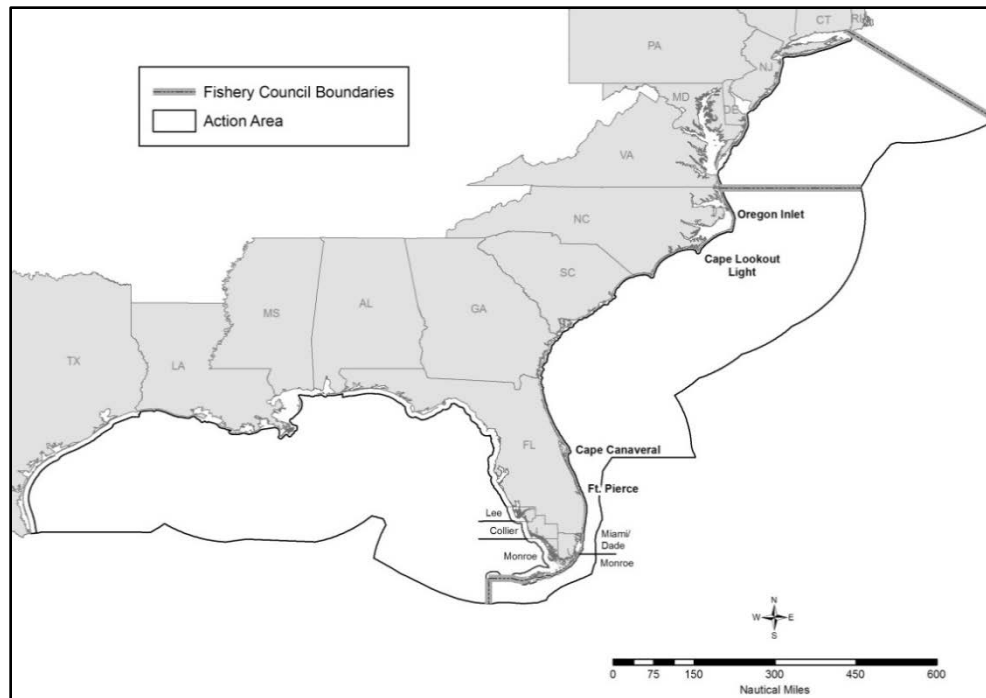 Fishery Council Boundaries
Action Area
CT
RI
PA
NJ
MD
DE
VA
Oregon Inlet
NC
Cape Lookout
Light
SC
MS
AL
GA
TX
LA
FL
Cape Canaveral
Ft. Pierce
Lee
Collier
Monroe
Miami/
Dade
Monroe
N
W
E
S
0 75 150 300 450 600
Nautical Miles